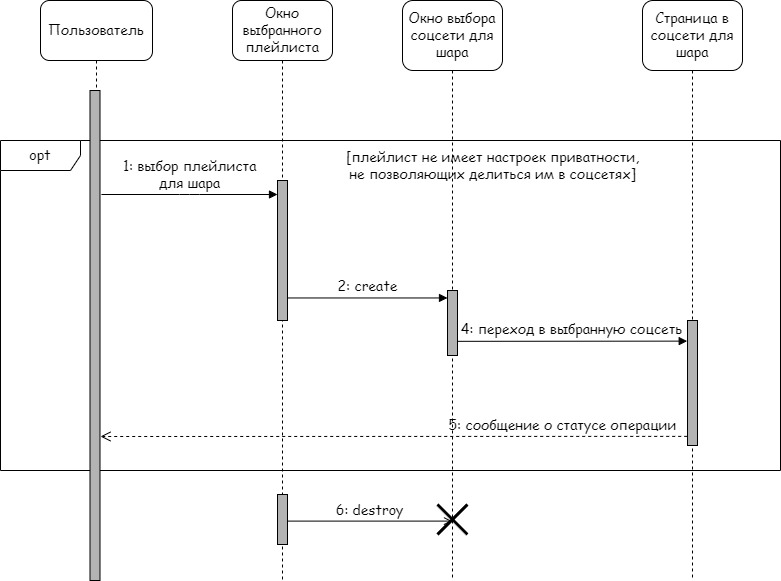 Пользователь
Окно
выбранного
плейлиста
Окно выбора
соцсети для
шара
Страница в
соцсети для
шара
opt
[плейлист не имеет настроек приватности,
не позволяющих делиться им в соцсетях]
1: выбор плейлиста
для шара
2: create
4: переход в выбранную соцсеть
5: сообщение о статусе операции
6: destroy